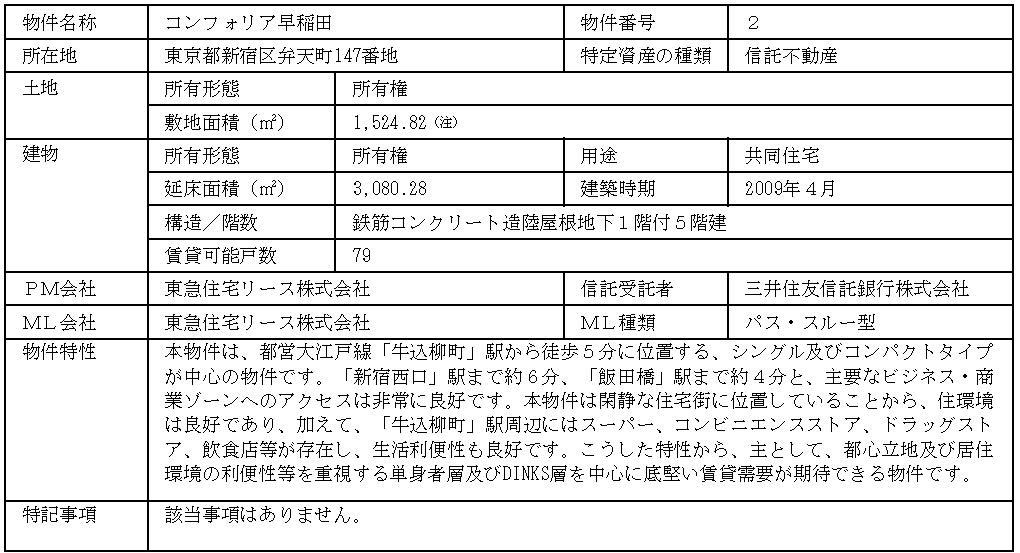 物件名称 コンフォリア早稲田 物件番号 ２
所在地 東京都新宿区弁天町147番地 特定資産の種類 信託不動産
土地 所有形態 所有権
敷地面積（㎡） 1,524.82（注）
建物 所有形態 所有権 用途 共同住宅
延床面積（㎡） 3,080.28 建築時期 2009年４月
構造／階数 鉄筋コンクリート造陸屋根地下１階付５階建
賃貸可能戸数 79
ＰＭ会社 東急住宅リース株式会社 信託受託者 三井住友信託銀行株式会社
ＭＬ会社 東急住宅リース株式会社 ＭＬ種類 パス・スルー型
物件特性 本物件は、都営大江戸線「牛込柳町」駅から徒歩５分に位置する、シングル及びコンパクトタイプ
が中心の物件です。「新宿西口」駅まで約６分、「飯田橋」駅まで約４分と、主要なビジネス・商
業ゾーンへのアクセスは非常に良好です。本物件は閑静な住宅街に位置していることから、住環境
は良好であり、加えて、「牛込柳町」駅周辺にはスーパー、コンビニエンスストア、ドラッグスト
ア、飲食店等が存在し、生活利便性も良好です。こうした特性から、主として、都心立地及び居住
環境の利便性等を重視する単身者層及びDINKS層を中心に底堅い賃貸需要が期待できる物件です。
特記事項 該当事項はありません。